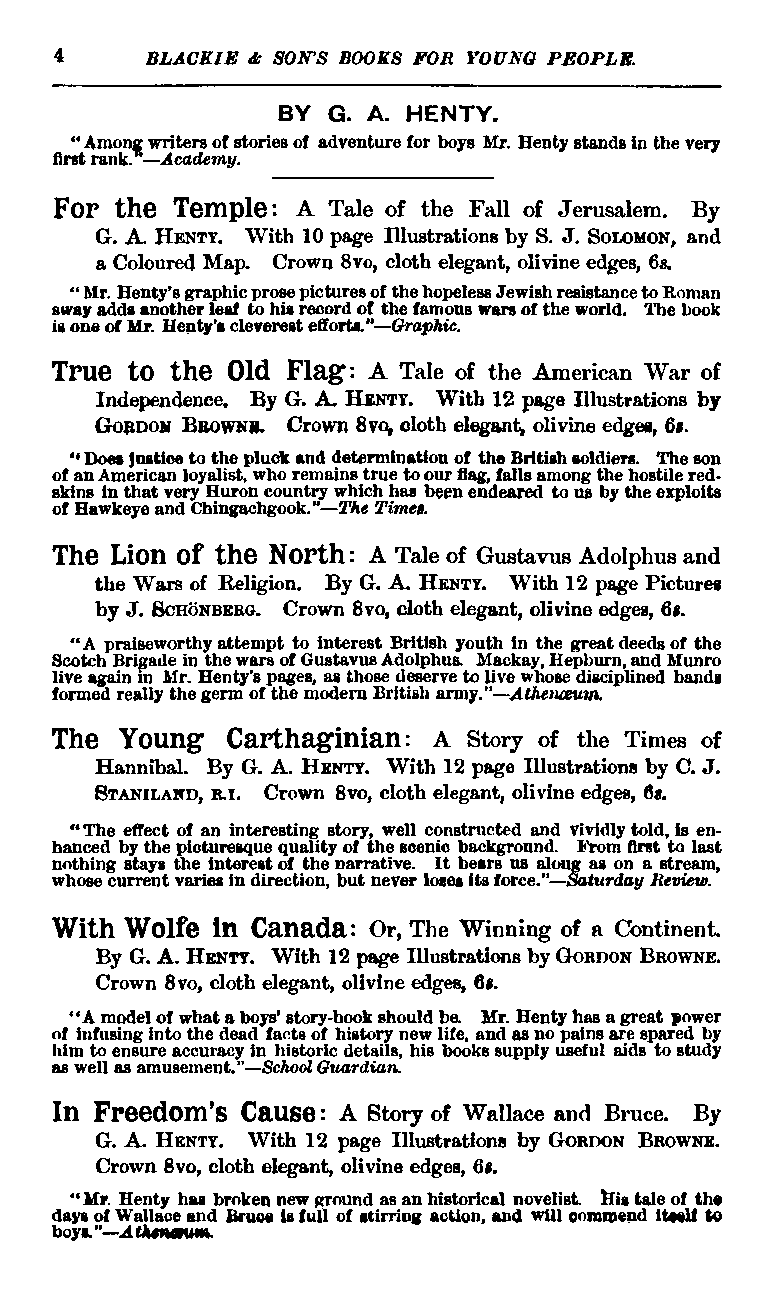 4 BLACKIE & SON'S BOOKS FOR YOUNG PEOPLE.
BY G. A. HENTY.
"Among writers of stories of adventure for boys Mr. Henty stands in the very
first rank."—Academy.
For the Temple: A Tale of the Fall of Jerusalem. By
G. A. HENTY. With 10 page Illustrations by S. J. SOLOMON, and
a Coloured Map. Crown 8vo, cloth elegant, olivine edges, 6s.
"Mr. Henty's graphic prose pictures of the hopeless Jewish resistance to Roman
sway adds another leaf to his record of the famous wars of the world. The book
is one of Mr. Henty's cleverest efforts."—Graphic.
True to the Old Flag: A Tale of the American War of
Independence. By G. A. HENTY. With 12 page Illustrations by
GORDON BROWNE. Crown 8vo, cloth elegant, olivine edges, 6s.
"Does justice to the pluck and determination of the British soldiers. The son
of an American loyalist, who remains true to our flag, falls among the hostile red-
skins in that very Huron country which has been endeared to us by the exploits
of Hawkeye and Chingachgook."—The Times.
The Lion of the North: A Tale of Gustavus Adolphus and
the Wars of Religion. By G. A. HENTY. With 12 page Pictures
by J. SCHÖNBERG. Crown 8vo, cloth elegant, olivine edges, 6s.
"A praiseworthy attempt to interest British youth in the great deeds of the
Scotch Brigade in the wars of Gustavus Adolphus. Mackay, Hepburn, and Munro
live again in Mr. Henty's pages, as those deserve to live whose disciplined bands
formed really the germ of the modern British army."—Athenæum.
The Young Carthaginian: A Story of the Times of
Hannibal. By G. A. HENTY. With 12 page Illustrations by C. J.
STANILAND, R.I. Crown 8vo, cloth elegant, olivine edges, 6s.
"The effect of an interesting story, well constructed and vividly told, is en-
hanced by the picturesque quality of the scenic background. From first to last
nothing stays the interest of the narrative. It bears us along as on a stream,
whose current varies in direction, but never loses its force."—Saturday Review.
With Wolfe in Canada: Or, The Winning of a Continent.
By G. A. HENTY. With 12 page Illustrations by GORDON BROWNE.
Crown 8vo, cloth elegant, olivine edges, 6s.
"A model of what a boys' story-book should be. Mr. Henty has a great power
of infusing into the dead facts of history new life, and as no pains are spared by
him to ensure accuracy in historic details, his books supply useful aids to study
as well as amusement."—School Guardian.
In Freedom's Cause: A Story of Wallace and Bruce. By
G. A. HENTY. With 12 page Illustrations by GORDON BROWNE.
Crown 8vo, cloth elegant, olivine edges, 6s.
"Mr. Henty has broken new ground as an historical novelist. His tale of the
days of Wallace and Bruce is full of stirring action, and will commend itself to
boys."—Athenæum.